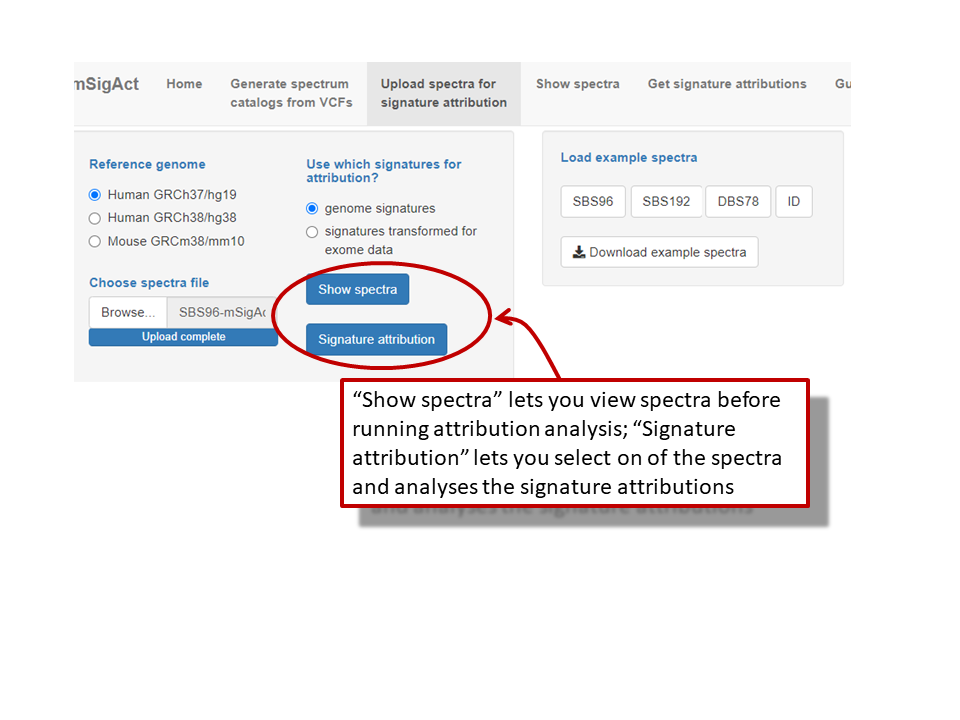 mSigAct
Home
Generate spectrum
catalogs from VCFs
Upload spectra for
signature attribution
Show spectra
Get signature attributions
Gu
Reference genome
Human GRCh37/hg19
Human GRCh38/hg38
Mouse GRCm38/mm10
Choose spectra file
Browse...
SBS96-mSigAc
Upload complete
Use which signatures for
attribution?
genome signatures
signatures transformed for
exome data
Show spectra
Signature attribution
Load example spectra
SBS96
SBS192
DBS78
ID
Download example spectra
“Show spectra” lets you view spectra before
running attribution analysis; “Signature
attribution” lets you select on of the spectra
and analyses the signature attributions